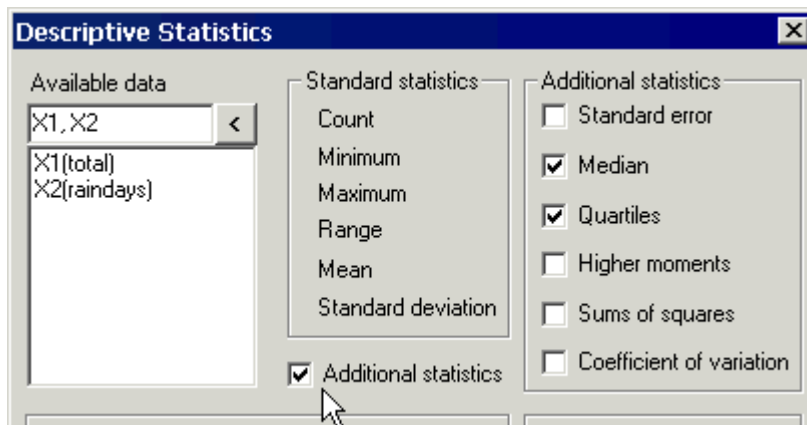 Descriptive Statistics
Available data
X1, X2
<
X1(total)
X2(raindays)
Standard statistics
Count
Minimum
Maximum
Range
Mean
Standard deviation
Additional statistics
Additional statistics
Standard error
Median
Quartiles
Higher moments
Sums of squares
Coefficient of variation